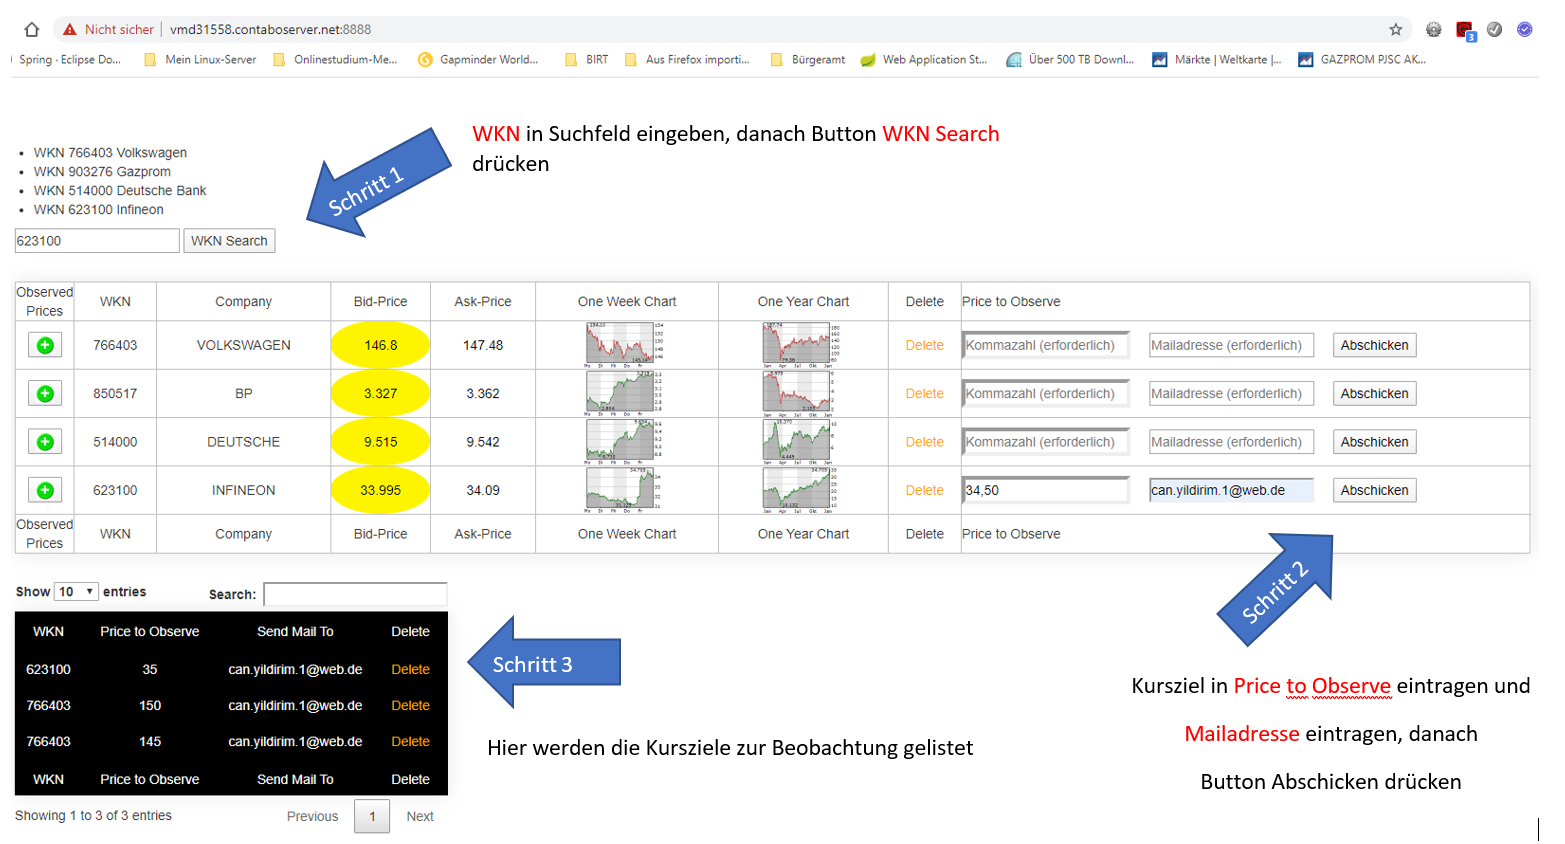 Nicht sicher | vmd31558.contaboserver.net:8888
3
Spring - Eclipse Do... Mein Linux-Server Onlinestudium-Me... Gapminder World... BIRT Aus Firefox importi... Bürgeramt Web Application St... Über 500 TB Downl... Märkte | Weltkarte |... GAZPROM PJSC AK...
WKN in Suchfeld eingeben, danach Button WKN Search
drücken
• WKN 766403 Volkswagen
• WKN 903276 Gazprom
• WKN 514000 Deutsche Bank
• WKN 623100 Infineon
Schritt 1
623100 WKN Search
Observed Prices WKN Company Bid-Price Ask-Price One Week Chart One Year Chart Delete Price to Observe
766403 VOLKSWAGEN 146.8 147.48 Delete Kommazahl (erforderlich) Mailadresse (erforderlich) Abschicken
850517 BP 3.327 3.362 Delete Kommazahl (erforderlich) Mailadresse (erforderlich) Abschicken
514000 DEUTSCHE 9.515 9.542 Delete Kommazahl (erforderlich) Mailadresse (erforderlich) Abschicken
623100 INFINEON 33.995 34.09 Delete 34,50 can.yildirim.1@web.de Abschicken
Observed Prices WKN Company Bid-Price Ask-Price One Week Chart One Year Chart Delete Price to Observe
Schritt 2
Show 10 entries Search:
WKN Price to Observe Send Mail To Delete
623100 35 can.yildirim.1@web.de Delete
766403 150 can.yildirim.1@web.de Delete
766403 145 can.yildirim.1@web.de Delete
WKN Price to Observe Send Mail To Delete
Showing 1 to 3 of 3 entries Previous 1 Next
Schritt 3
Hier werden die Kursziele zur Beobachtung gelistet
Kursziel in Price to Observe eintragen und
Mailadresse eintragen, danach
Button Abschicken drücken